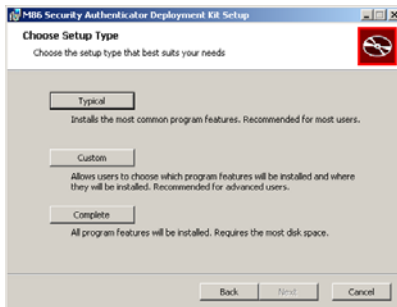 M86 Security Authenticator Deployment Kit Setup
Choose Setup Type
Choose the setup type that best suits your needs
Typical
Installs the most common program features. Recommended for most users.
Custom
Allows users to choose which program features will be installed and where
they will be installed. Recommended for advanced users.
Complete
All program features will be installed. Requires the most disk space.
Back Next Cancel